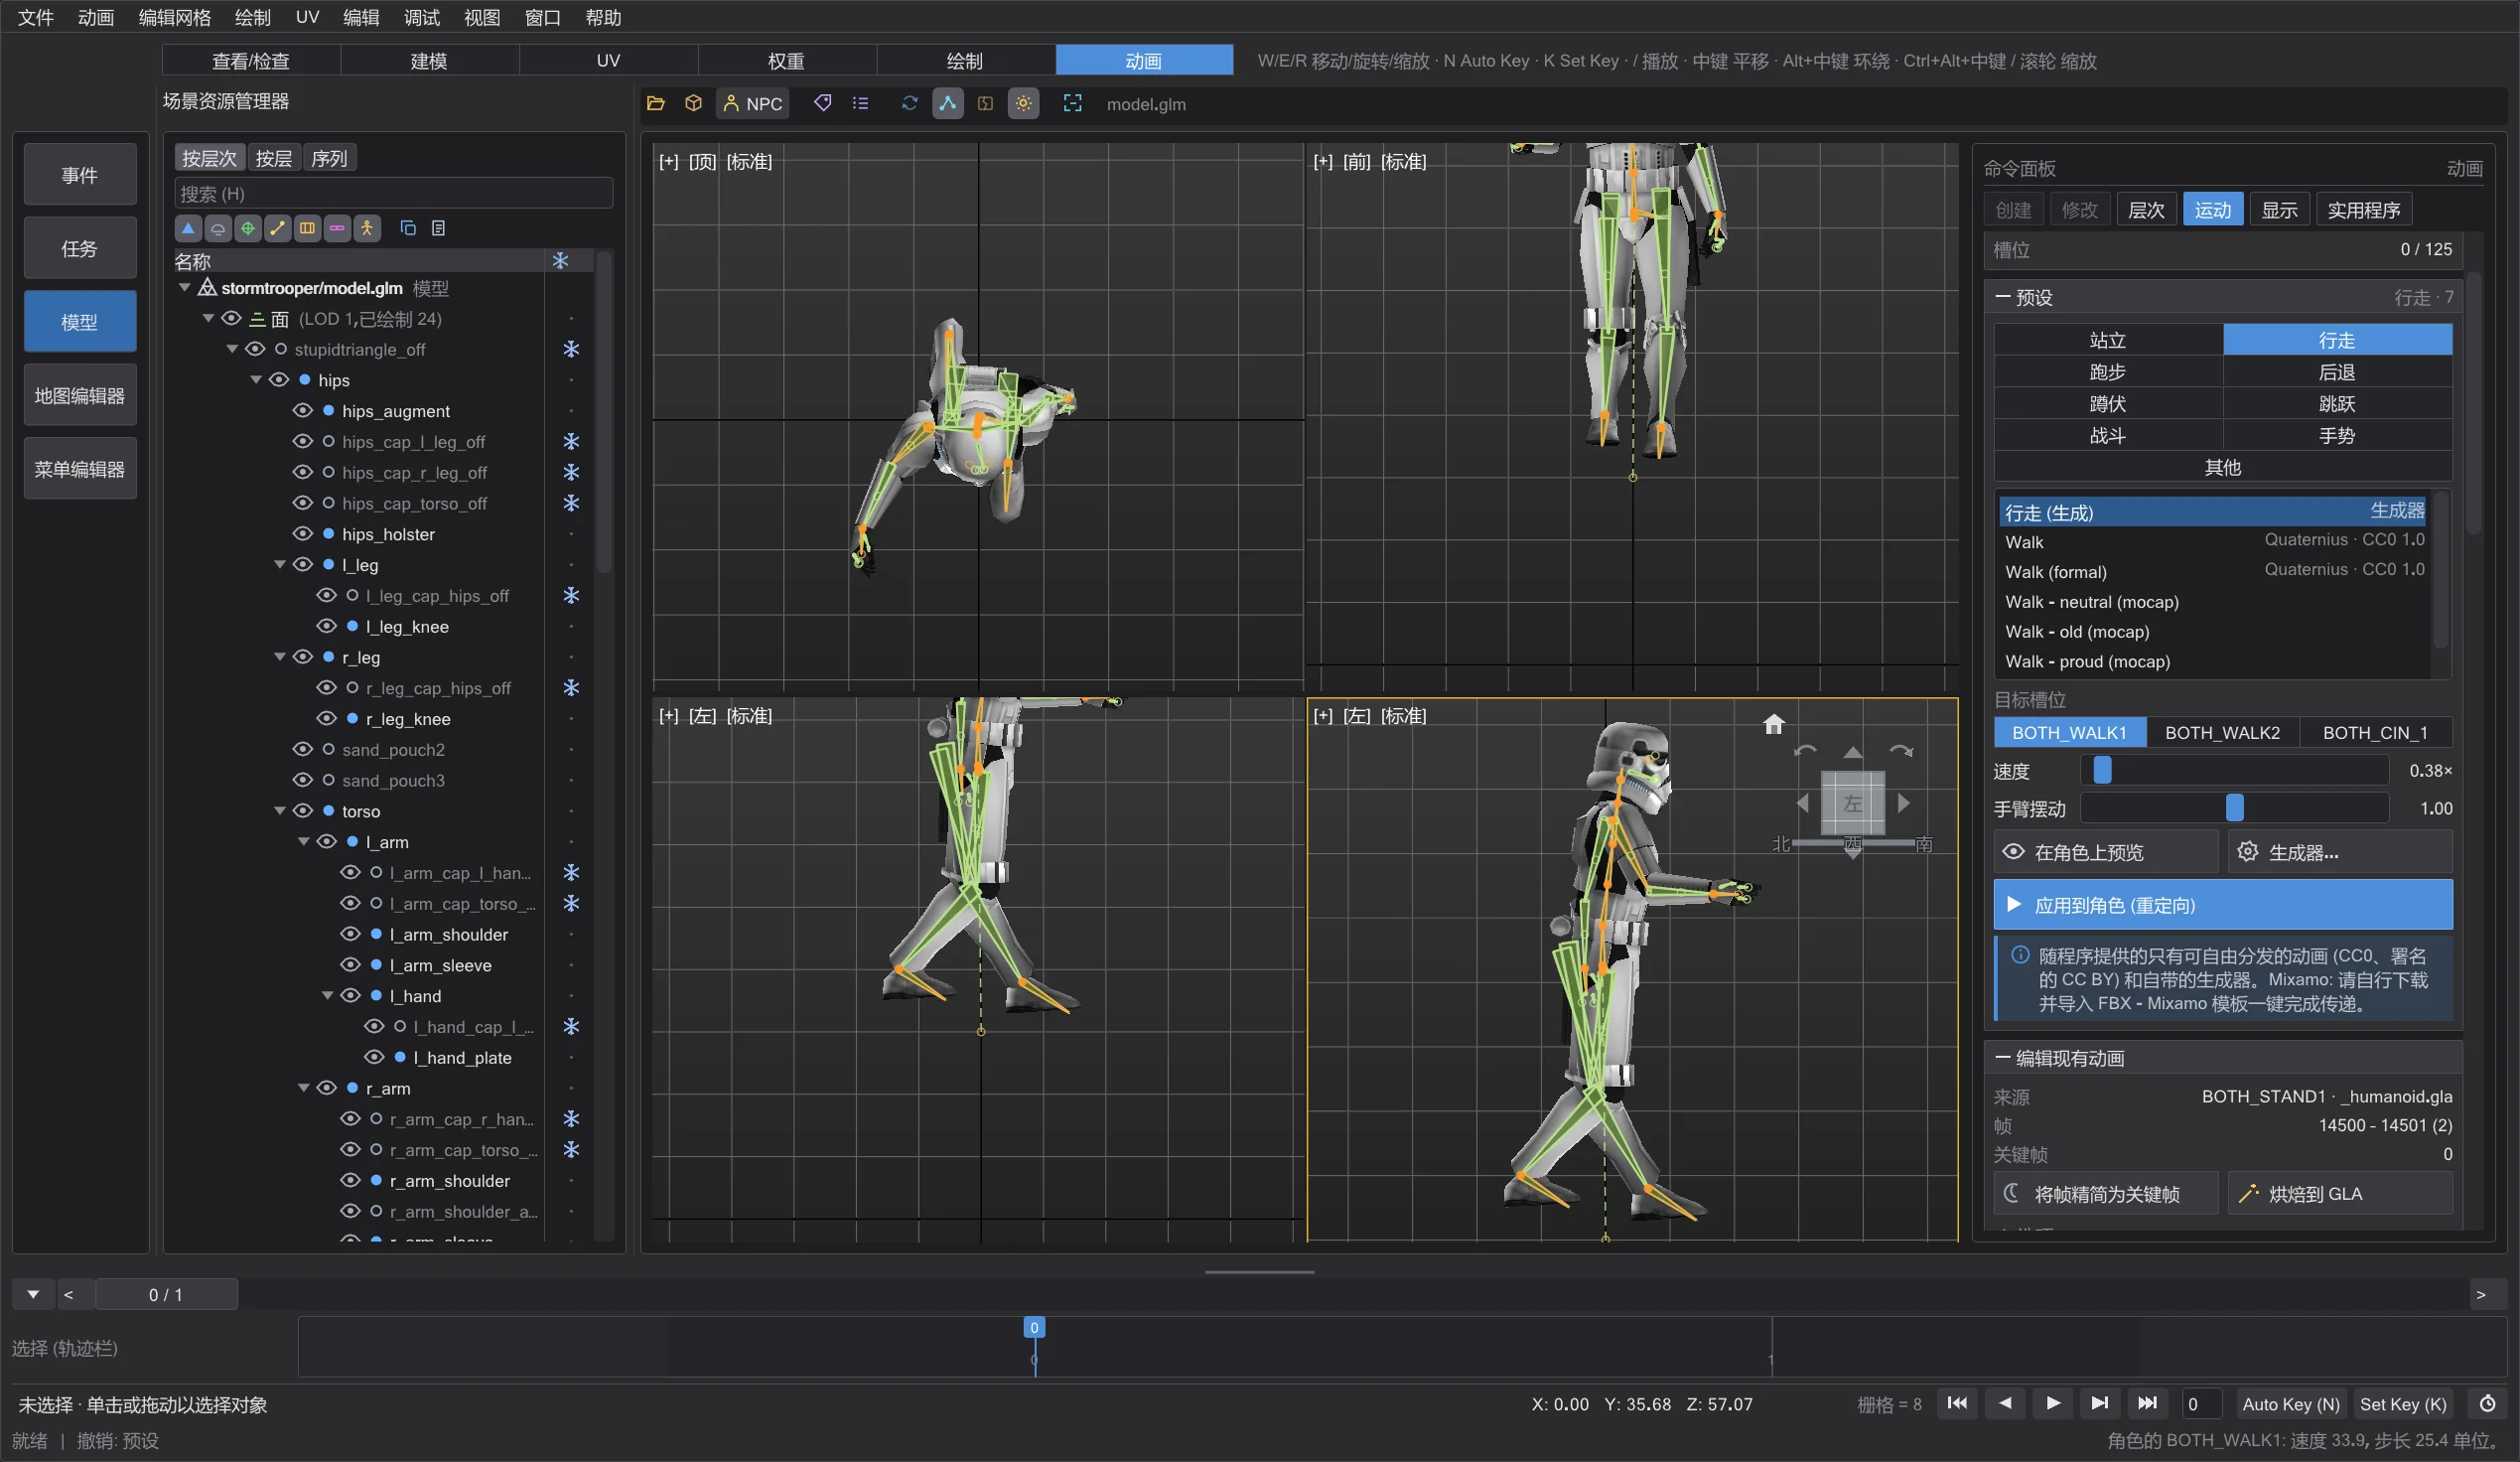 文件 动画 编辑网格 绘制 UV 编辑 调试 视图 窗口 帮助
查看/检查 建模 UV 权重 绘制 动画 W/E/R 移动/旋转/缩放 · N Auto Key · K Set Key · / 播放 · 中键 平移 · Alt+中键 环绕 · Ctrl+Alt+中键 / 滚轮 缩放
场景资源管理器
NPC model.glm
事件
任务
模型
地图编辑器
菜单编辑器
按层次 按层 序列
搜索 (H)
名称
stormtrooper/model.glm 模型
面 (LOD 1,已绘制 24)
stupidtriangle_off
hips
hips_augment
hips_cap_l_leg_off
hips_cap_r_leg_off
hips_cap_torso_off
hips_holster
l_leg
l_leg_cap_hips_off
l_leg_knee
r_leg
r_leg_cap_hips_off
r_leg_knee
sand_pouch2
sand_pouch3
torso
l_arm
l_arm_cap_l_han...
l_arm_cap_torso_...
l_arm_shoulder
l_arm_sleeve
l_hand
l_hand_cap_l_...
l_hand_plate
r_arm
r_arm_cap_r_han...
r_arm_cap_torso_...
r_arm_shoulder
r_arm_shoulder_a...
[+] [顶] [标准]
[+] [前] [标准]
[+] [左] [标准]
[+] [左] [标准]
左
北 西 南
命令面板 动画
创建 修改 层次 运动 显示 实用程序
槽位 0 / 125
预设 行走 · 7
站立 行走
跑步 后退
蹲伏 跳跃
战斗 手势
其他
行走 (生成) 生成器
Walk Quaternius · CC0 1.0
Walk (formal) Quaternius · CC0 1.0
Walk - neutral (mocap)
Walk - old (mocap)
Walk - proud (mocap)
目标槽位
BOTH_WALK1 BOTH_WALK2 BOTH_CIN_1
速度 0.38×
手臂摆动 1.00
在角色上预览 生成器...
应用到角色 (重定向)
随程序提供的只有可自由分发的动画 (CC0、署名
的 CC BY) 和自带的生成器。Mixamo: 请自行下载
并导入 FBX - Mixamo 模板一键完成传递。
编辑现有动画
来源 BOTH_STAND1 · _humanoid.gla
帧 14500 - 14501 (2)
关键帧 0
将帧精简为关键帧 烘焙到 GLA
< 0 / 1 >
选择 (轨迹栏) 0
0 1
未选择 · 单击或拖动以选择对象 X: 0.00 Y: 35.68 Z: 57.07 栅格 = 8 0 Auto Key (N) Set Key (K)
就绪 | 撤销: 预设 角色的 BOTH_WALK1: 速度 33.9, 步长 25.4 单位。